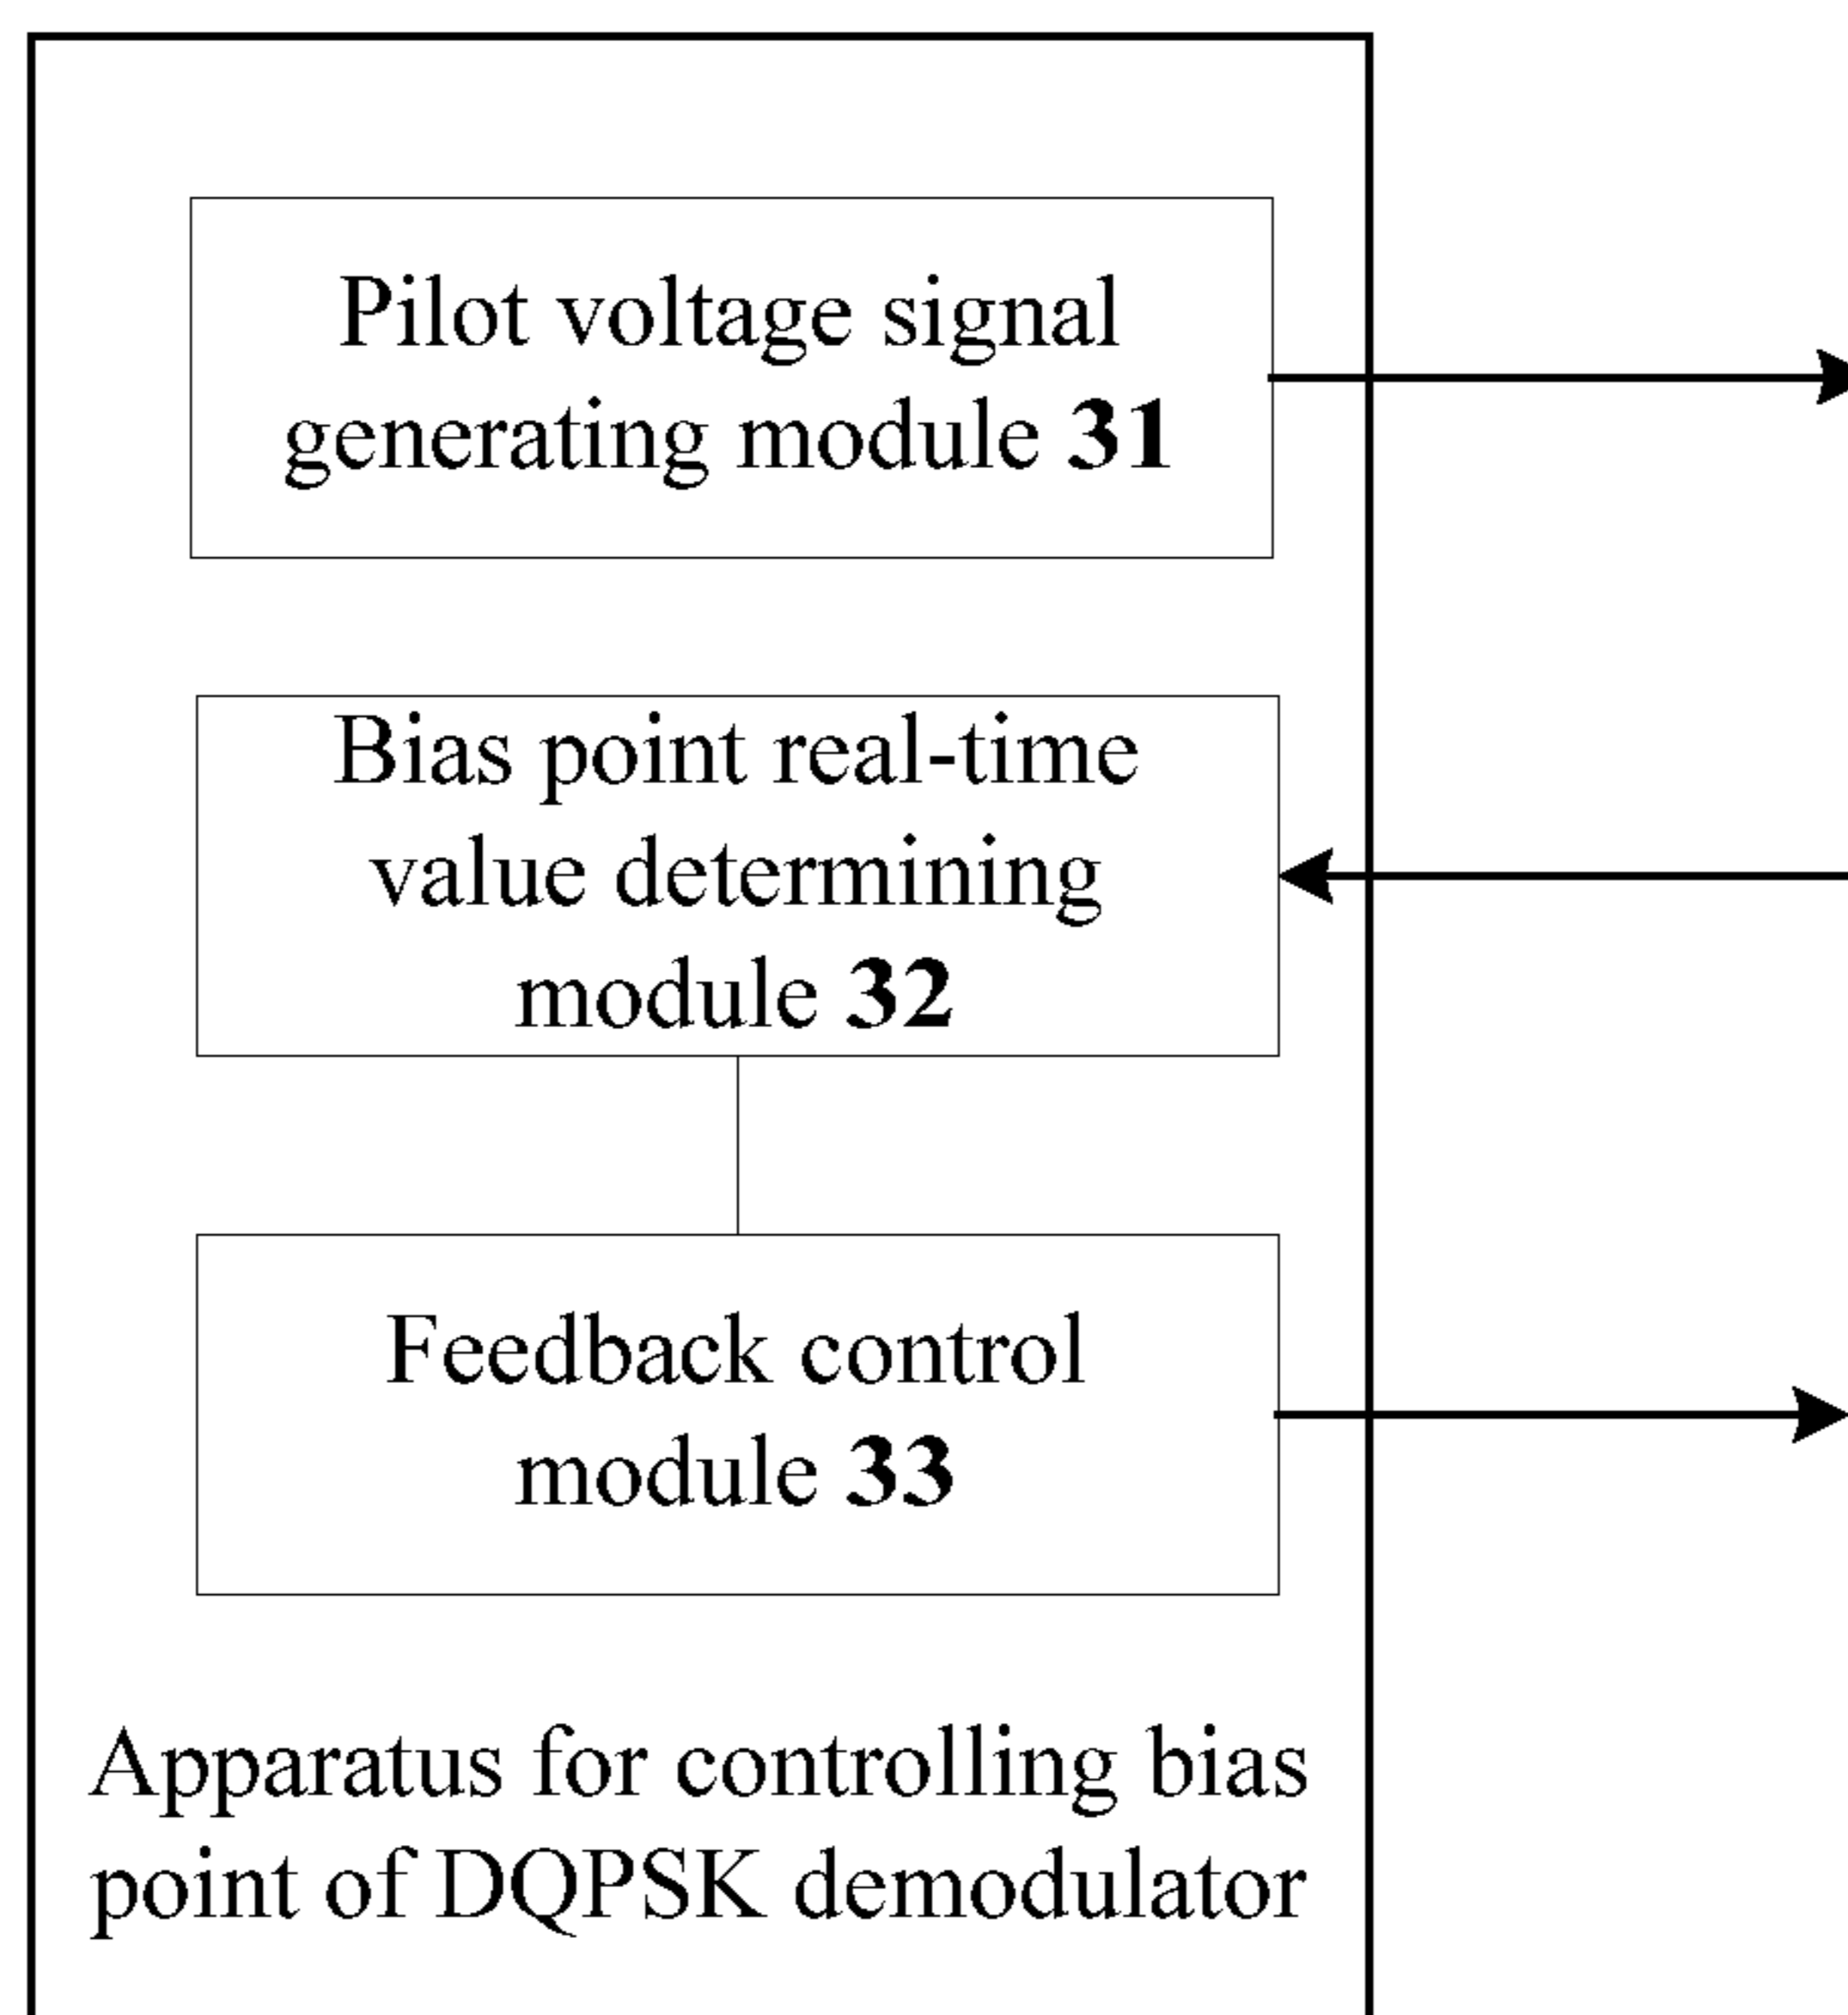 Pilot voltage signal
generating module 31
Bias point real-time
value determining
module 32
Feedback control
module 33
Apparatus for controlling bias
point of DQPSK demodulator